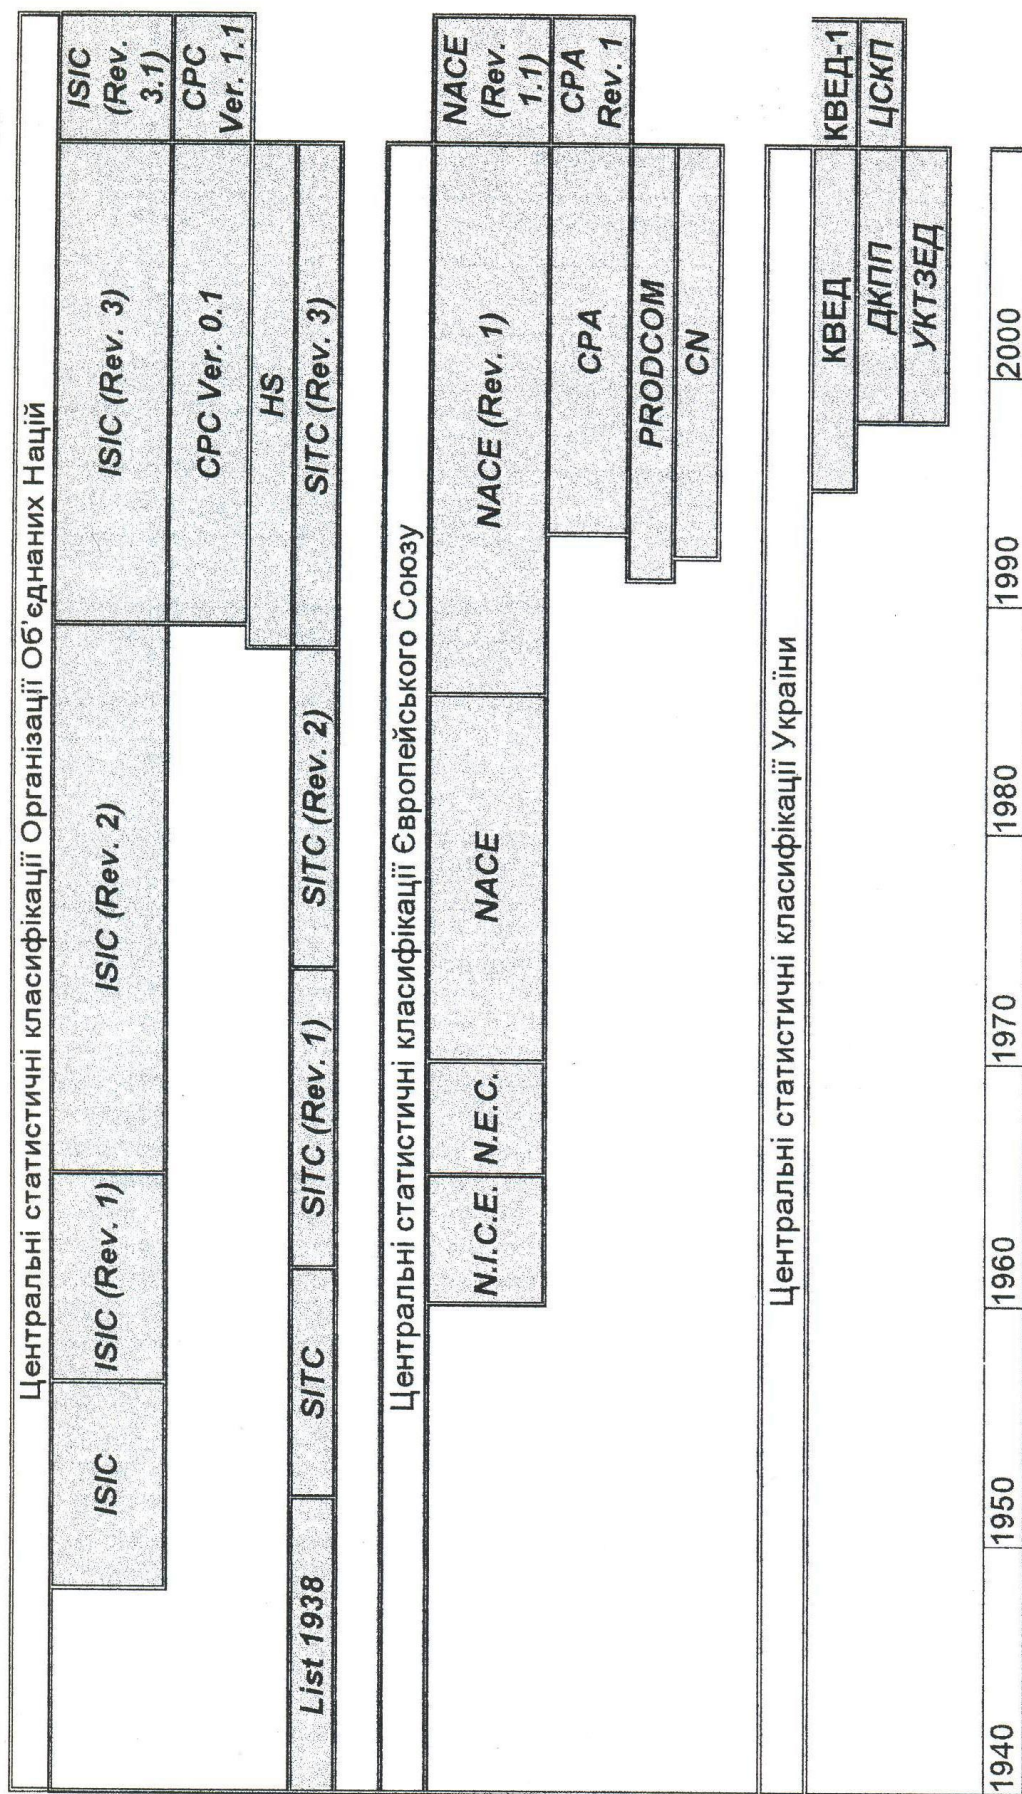 Центральні статистичні класифікації Організації Об'єднаних Націй
ISIC
ISIC (Rev. 1)
ISIC (Rev. 2)
ISIC (Rev. 3)
ISIC
(Rev.
3.1)
CPC Ver. 0.1
CPC
Ver. 1.1
HS
List 1938
SITC
SITC (Rev. 1)
SITC (Rev. 2)
SITC (Rev. 3)
Центральні статистичні класифікації Європейського Союзу
N.I.C.E.
N.E.C.
NACE
NACE (Rev. 1)
NACE
(Rev.
1.1)
CPA
CPA
Rev. 1
PRODCOM
CN
Центральні статистичні класифікації України
КВЕД
КВЕД-1
ДКПП
ЦСКП
УКТЗЕД
1940
1950
1960
1970
1980
1990
2000